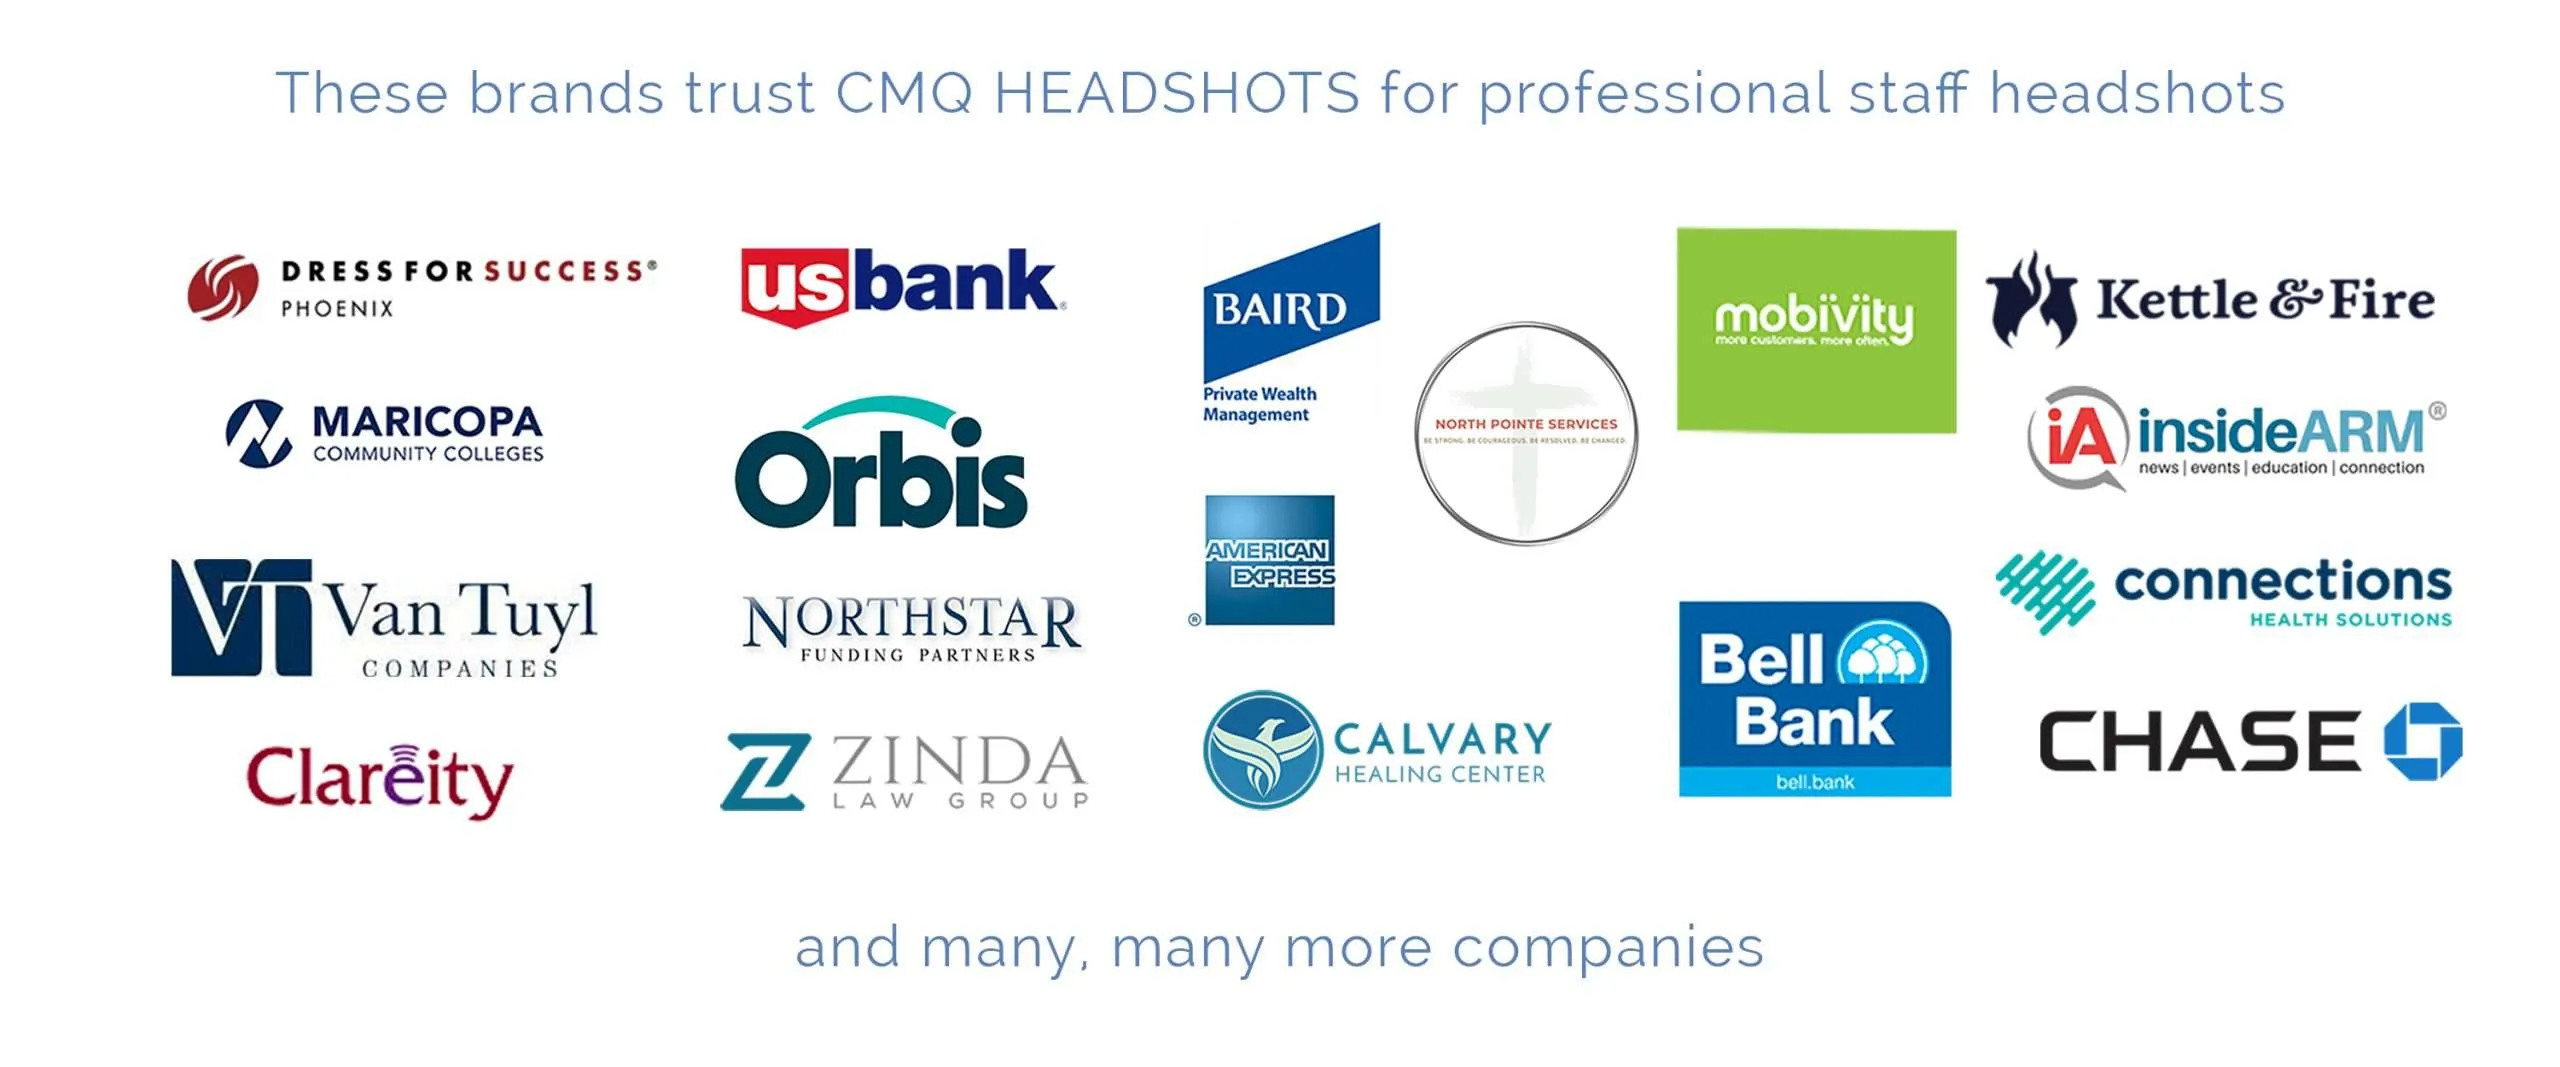 These brands trust CMQ HEADSHOTS for professional staff headshots
DRESS FOR SUCCESS®
PHOENIX
MARICOPA
COMMUNITY COLLEGES
VT Van Tuyl
COMPANIES
Clareity
usbank®
Orbis
NORTHSTAR
FUNDING PARTNERS
Z ZINDA
LAW GROUP
BAIRD
Private Wealth
Management
NORTH POINTE SERVICES
BE STRONG. BE COURAGEOUS. BE RESOLVED. BE CHANGED.
AMERICAN
EXPRESS
®
CALVARY
HEALING CENTER
mobivity
more customers. more often.
Bell
Bank
bell.bank
Kettle & Fire
iA insideARM®
news | events | education | connection
connections
HEALTH SOLUTIONS
CHASE
and many, many more companies